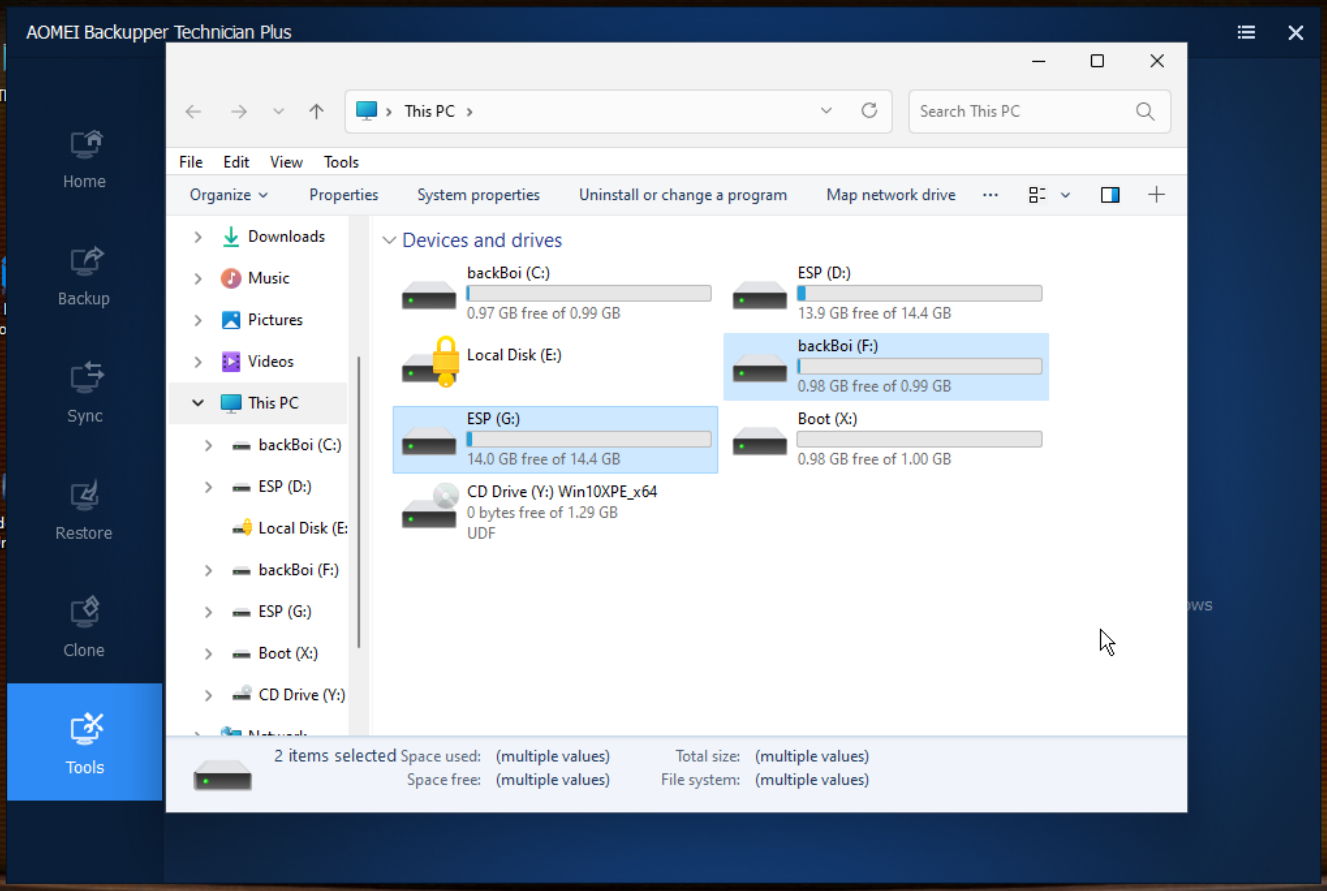 AOMEI Backupper Technician Plus
This PC
Search This PC
File Edit View Tools
Organize Properties System properties Uninstall or change a program Map network drive ...
Home
Backup
Sync
Restore
Clone
Tools
Downloads
Music
Pictures
Videos
This PC
backBoi (C:)
ESP (D:)
Local Disk (E:
backBoi (F:)
ESP (G:)
Boot (X:)
CD Drive (Y:)
Network
Devices and drives
backBoi (C:)
0.97 GB free of 0.99 GB
ESP (D:)
13.9 GB free of 14.4 GB
Local Disk (E:)
backBoi (F:)
0.98 GB free of 0.99 GB
ESP (G:)
14.0 GB free of 14.4 GB
Boot (X:)
0.98 GB free of 1.00 GB
CD Drive (Y:) Win10XPE_x64
0 bytes free of 1.29 GB
UDF
ows
2 items selected Space used: (multiple values) Total size: (multiple values)
Space free: (multiple values) File system: (multiple values)